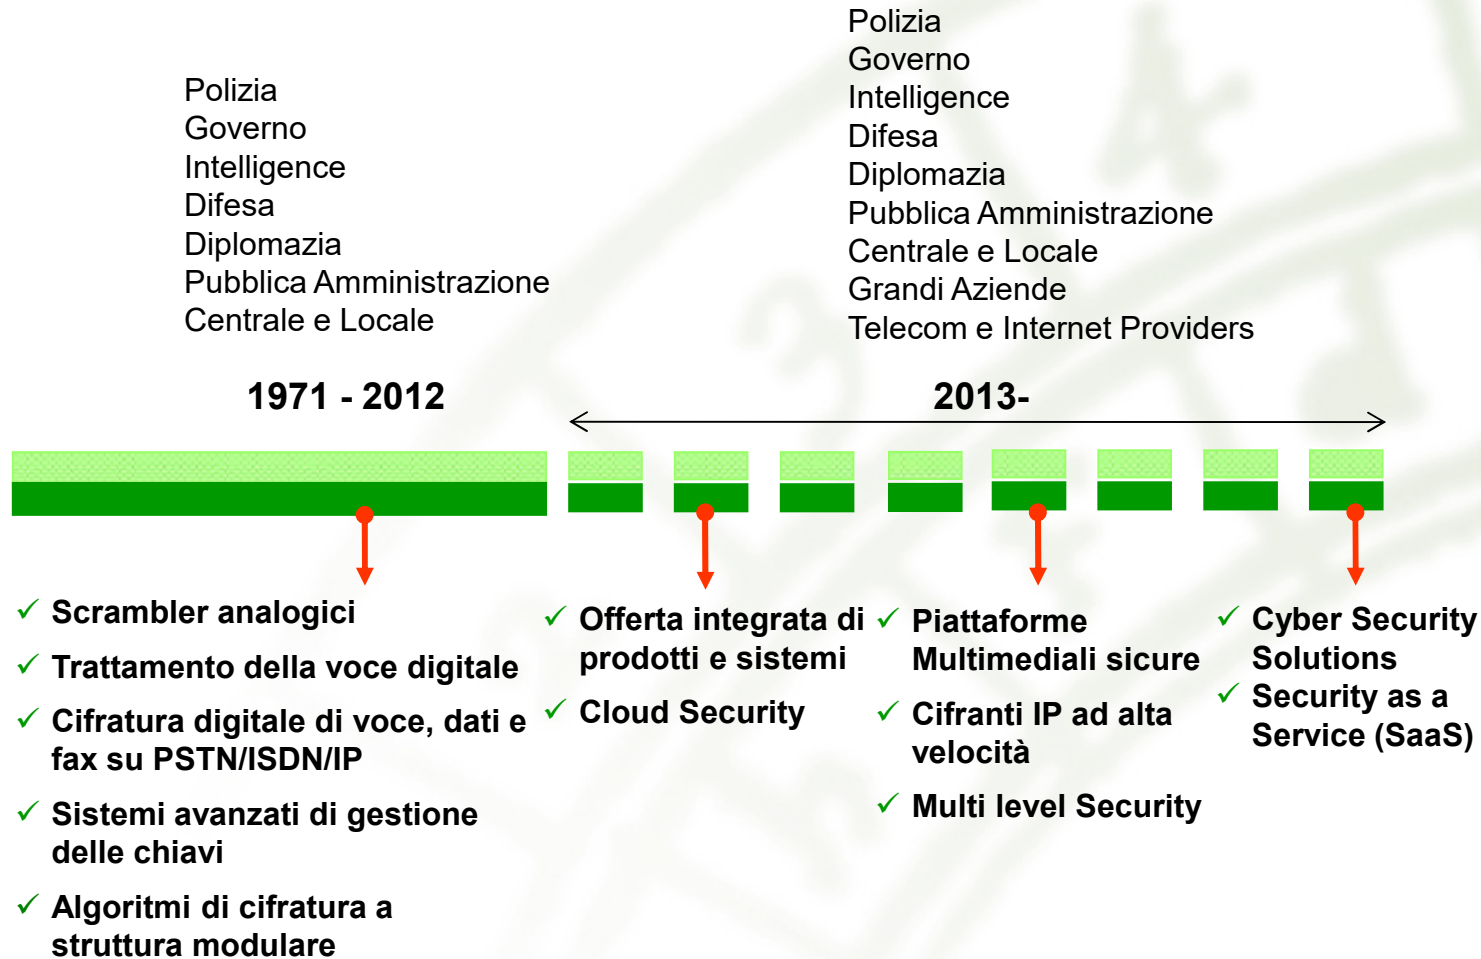 Polizia
Governo
Intelligence
Difesa
Diplomazia
Pubblica Amministrazione
Centrale e Locale
Polizia
Governo
Intelligence
Difesa
Diplomazia
Pubblica Amministrazione
Centrale e Locale
Grandi Aziende
Telecom e Internet Providers
1971 - 2012
2013-
✓ Scrambler analogici
✓ Trattamento della voce digitale
✓ Cifratura digitale di voce, dati e
fax su PSTN/ISDN/IP
✓ Sistemi avanzati di gestione
delle chiavi
✓ Algoritmi di cifratura a
struttura modulare
✓ Offerta integrata di
prodotti e sistemi
✓ Cloud Security
✓ Piattaforme
Multimediali sicure
✓ Cifranti IP ad alta
velocità
✓ Multi level Security
✓ Cyber Security
Solutions
✓ Security as a
Service (SaaS)